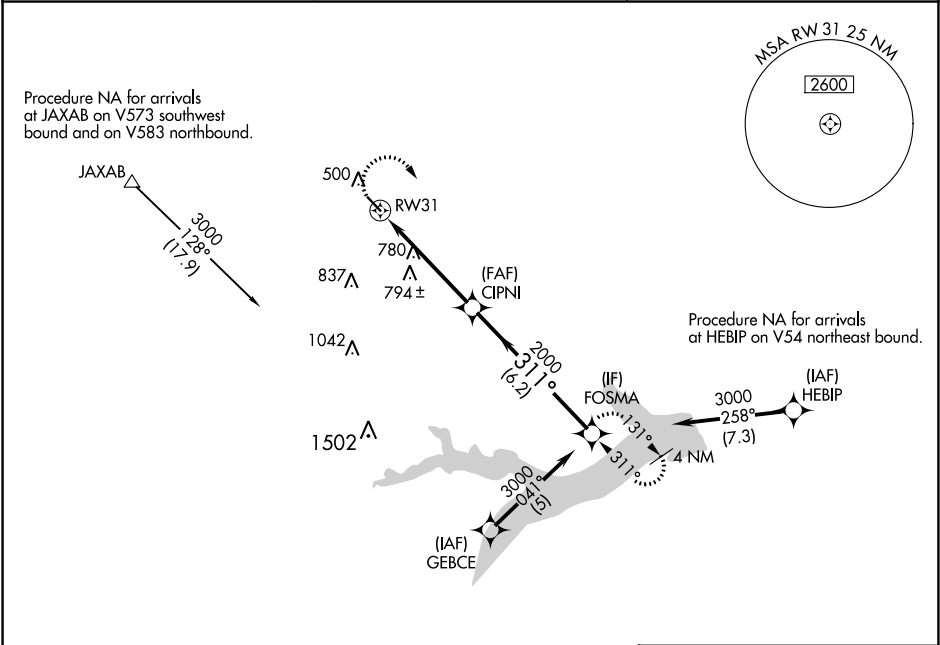 MSA RW 31 25 NM
2600
Procedure NA for arrivals
at JAXAB on V573 southwest
bound and on V583 northbound.
JAXAB
3000
128°
(17.9)
500
RW31
780
837
794±
(FAF)
CIPNI
1042
2000
311°
(6.2)
Procedure NA for arrivals
at HEBIP on V54 northeast bound.
(IF)
FOSMA
(IAF)
HEBIP
3000
258°
(7.3)
131°
311°
4 NM
1502
3000
041°
(5)
(IAF)
GEBCE